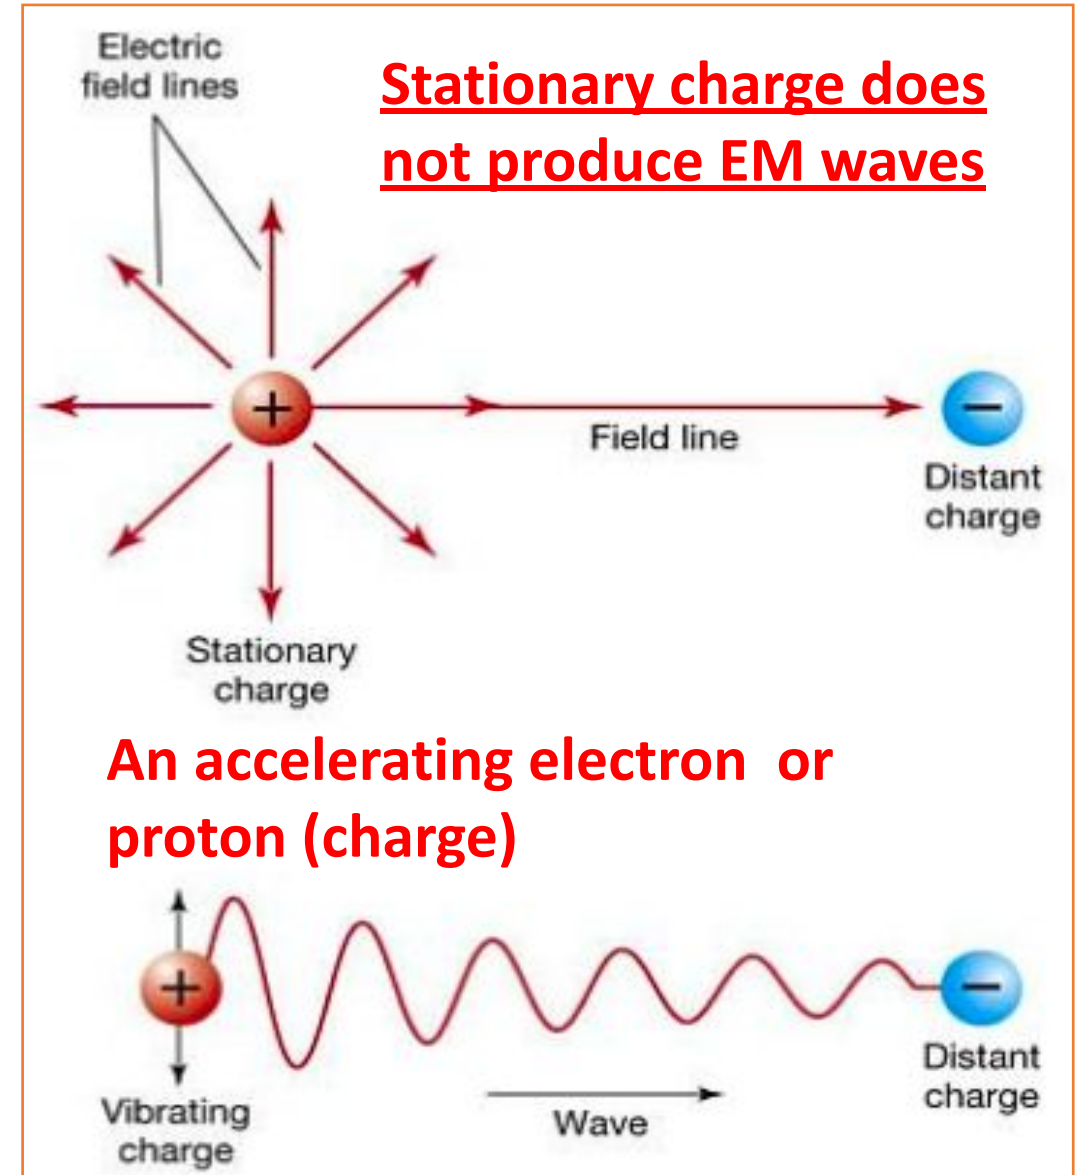 Electric
field lines
Stationary charge does
not produce EM waves
+
−
Field line
Distant
charge
Stationary
charge
An accelerating electron  or
proton (charge)
+
−
Distant
charge
Vibrating
charge
Wave